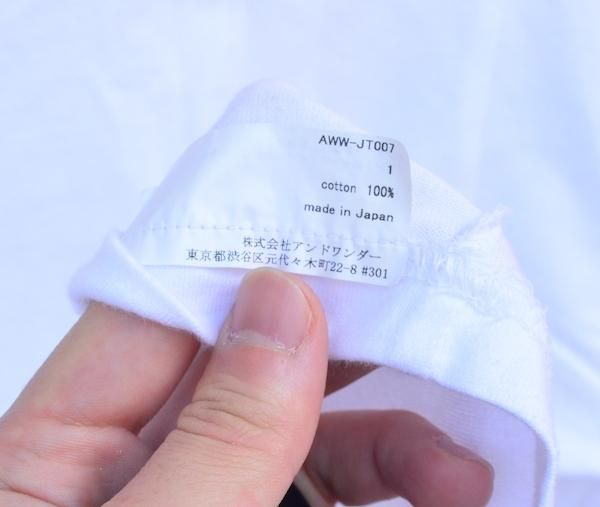 AWW-JT007
1
cotton 100%
made in Japan
株式会社アンドワンダー
東京都渋谷区元代々木町22-8 #301